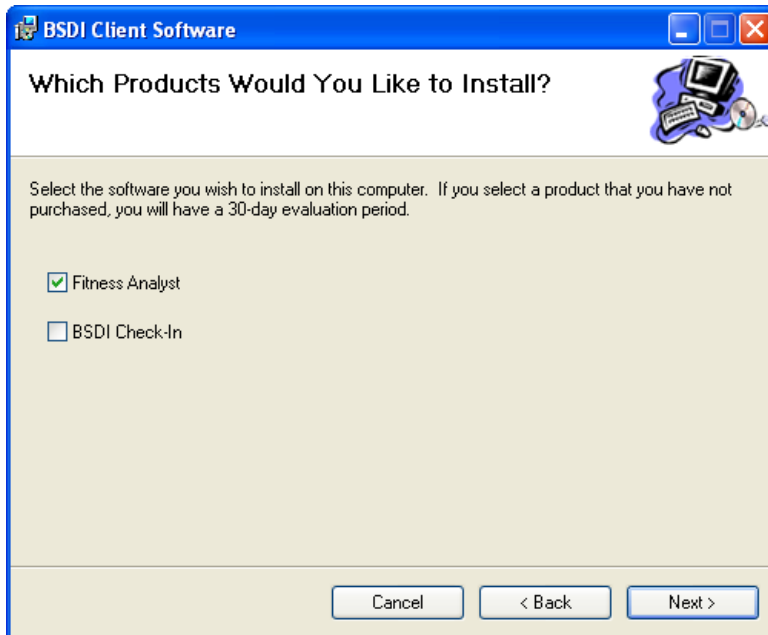 BSDI Client Software
Which Products Would You Like to Install?
Select the software you wish to install on this computer.  If you select a product that you have not
purchased, you will have a 30-day evaluation period.
Fitness Analyst
BSDI Check-In
Cancel
< Back
Next >